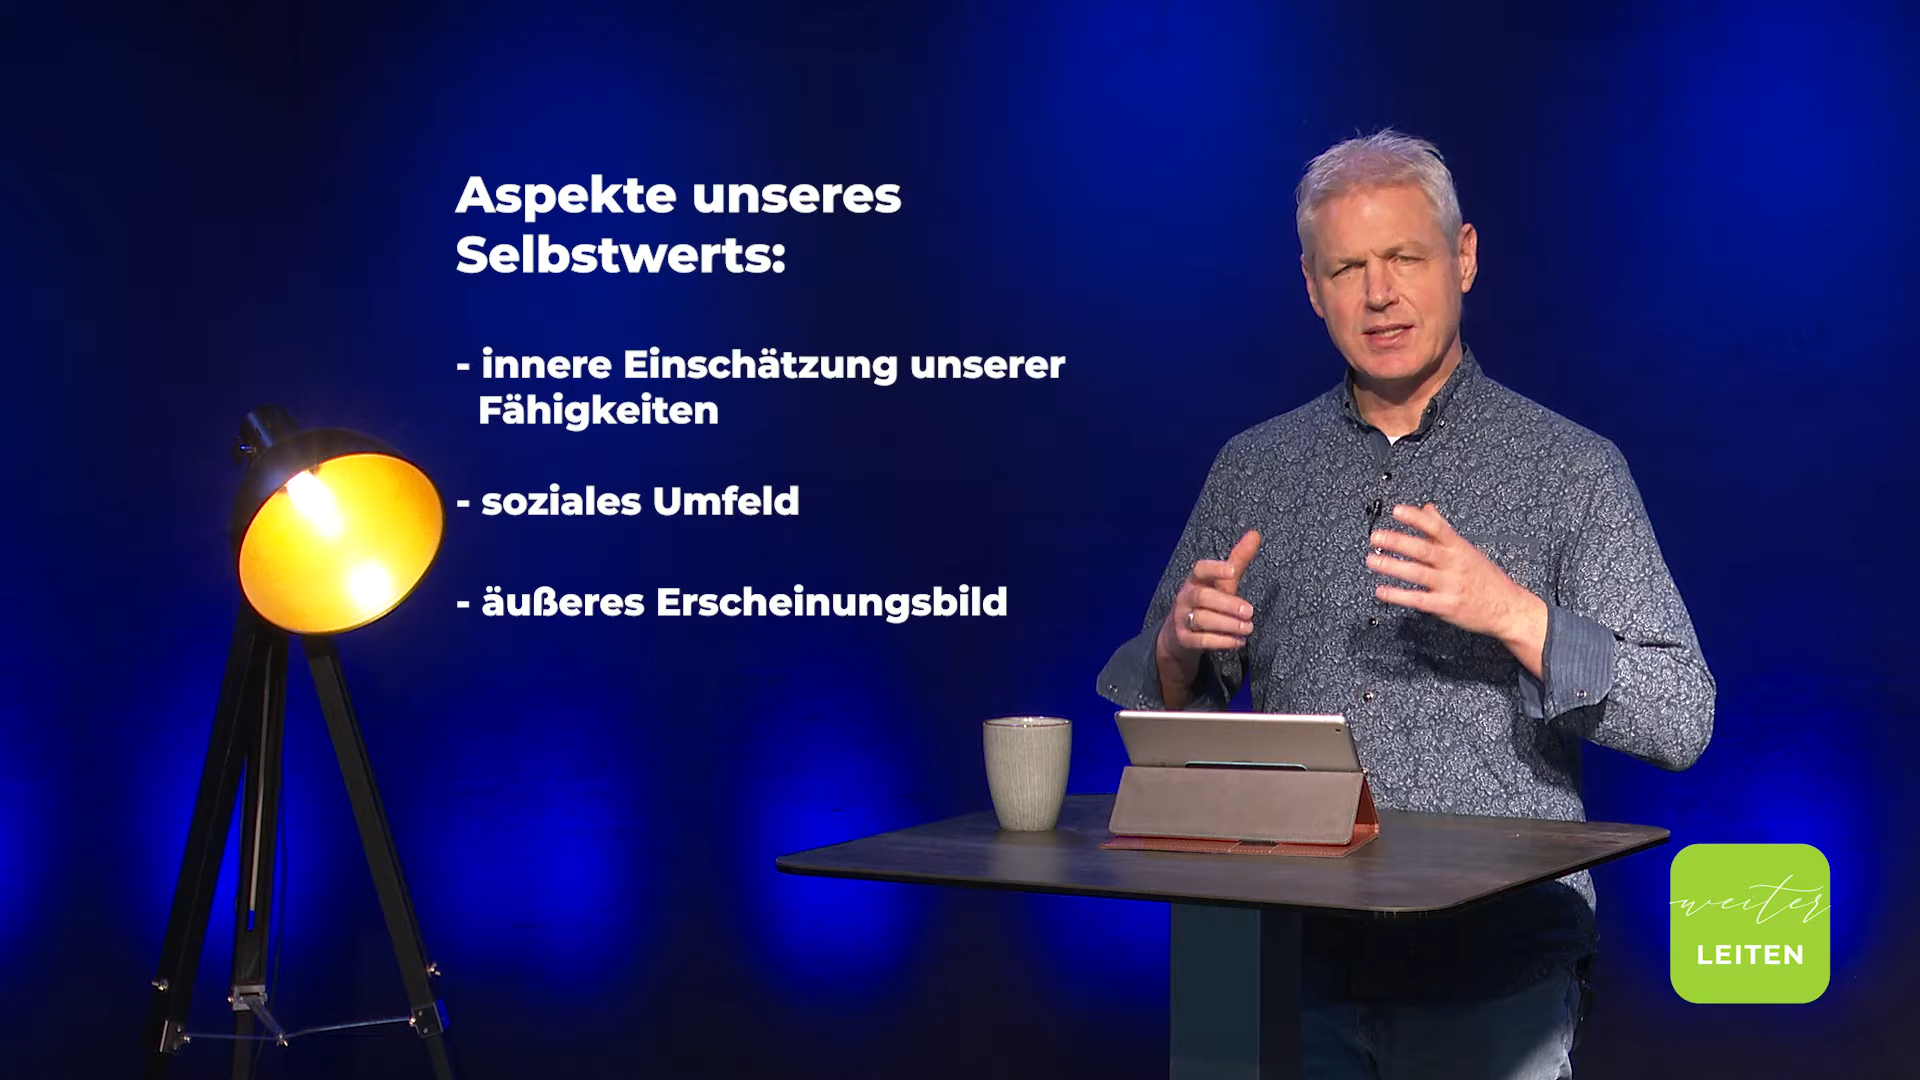 Aspekte unseres
Selbstwerts:
- innere Einschätzung unserer
Fähigkeiten
- soziales Umfeld
- äußeres Erscheinungsbild
weiter
LEITEN